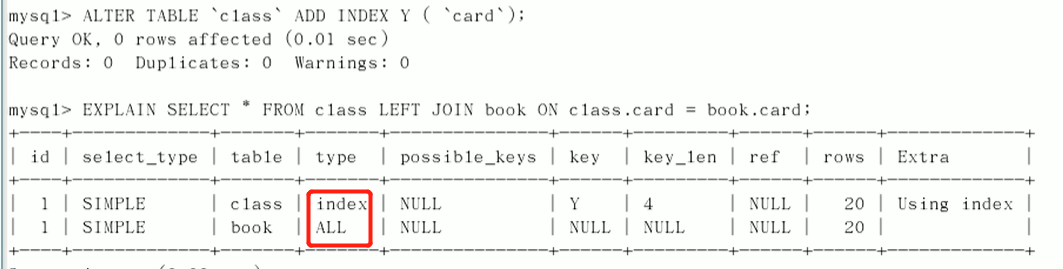 mysql> ALTER TABLE `class` ADD INDEX Y ( `card`);
Query OK, 0 rows affected (0.01 sec)
Records: 0  Duplicates: 0  Warnings: 0
mysql> EXPLAIN SELECT * FROM class LEFT JOIN book ON class.card = book.card;
+----+-------------+-------+-------+---------------+------+---------+------+------+-------------+
| id | select_type | table | type | possible_keys | key | key_len | ref | rows | Extra |
+----+-------------+-------+-------+---------------+------+---------+------+------+-------------+
| 1 | SIMPLE | class | index | NULL | Y | 4 | NULL | 20 | Using index |
| 1 | SIMPLE | book | ALL | NULL | NULL | NULL | NULL | 20 | |
+----+-------------+-------+-------+---------------+------+---------+------+------+-------------+